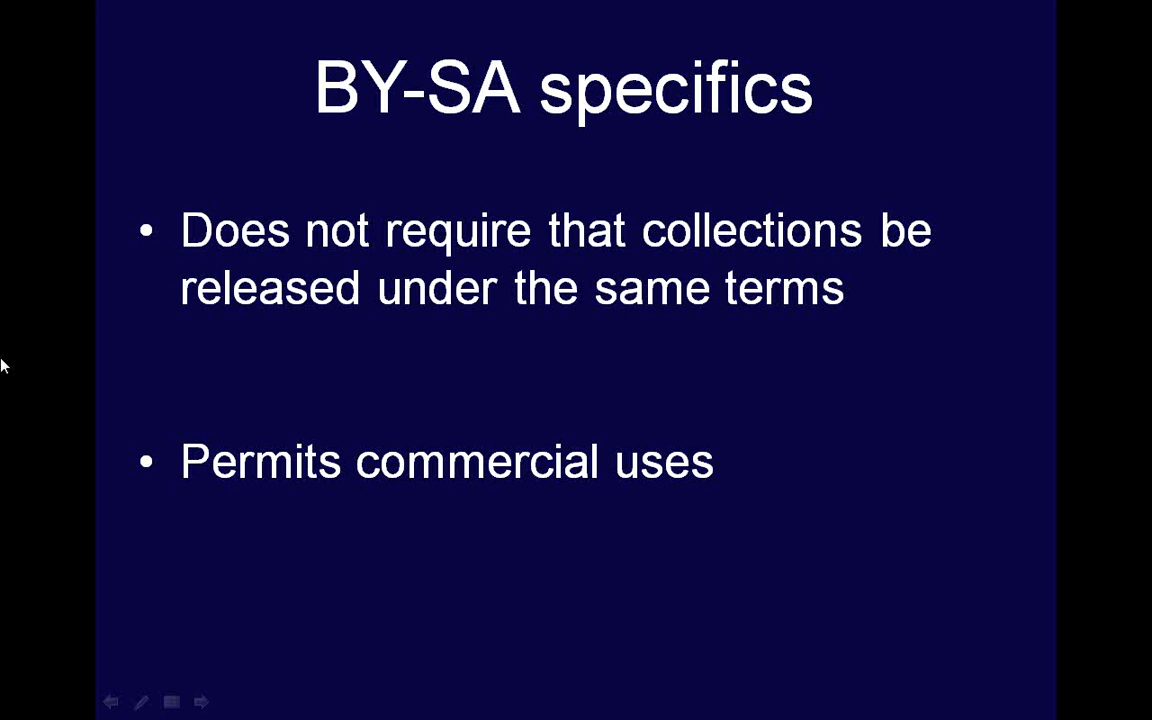 BY-SA specifics
• Does not require that collections be
released under the same terms
• Permits commercial uses